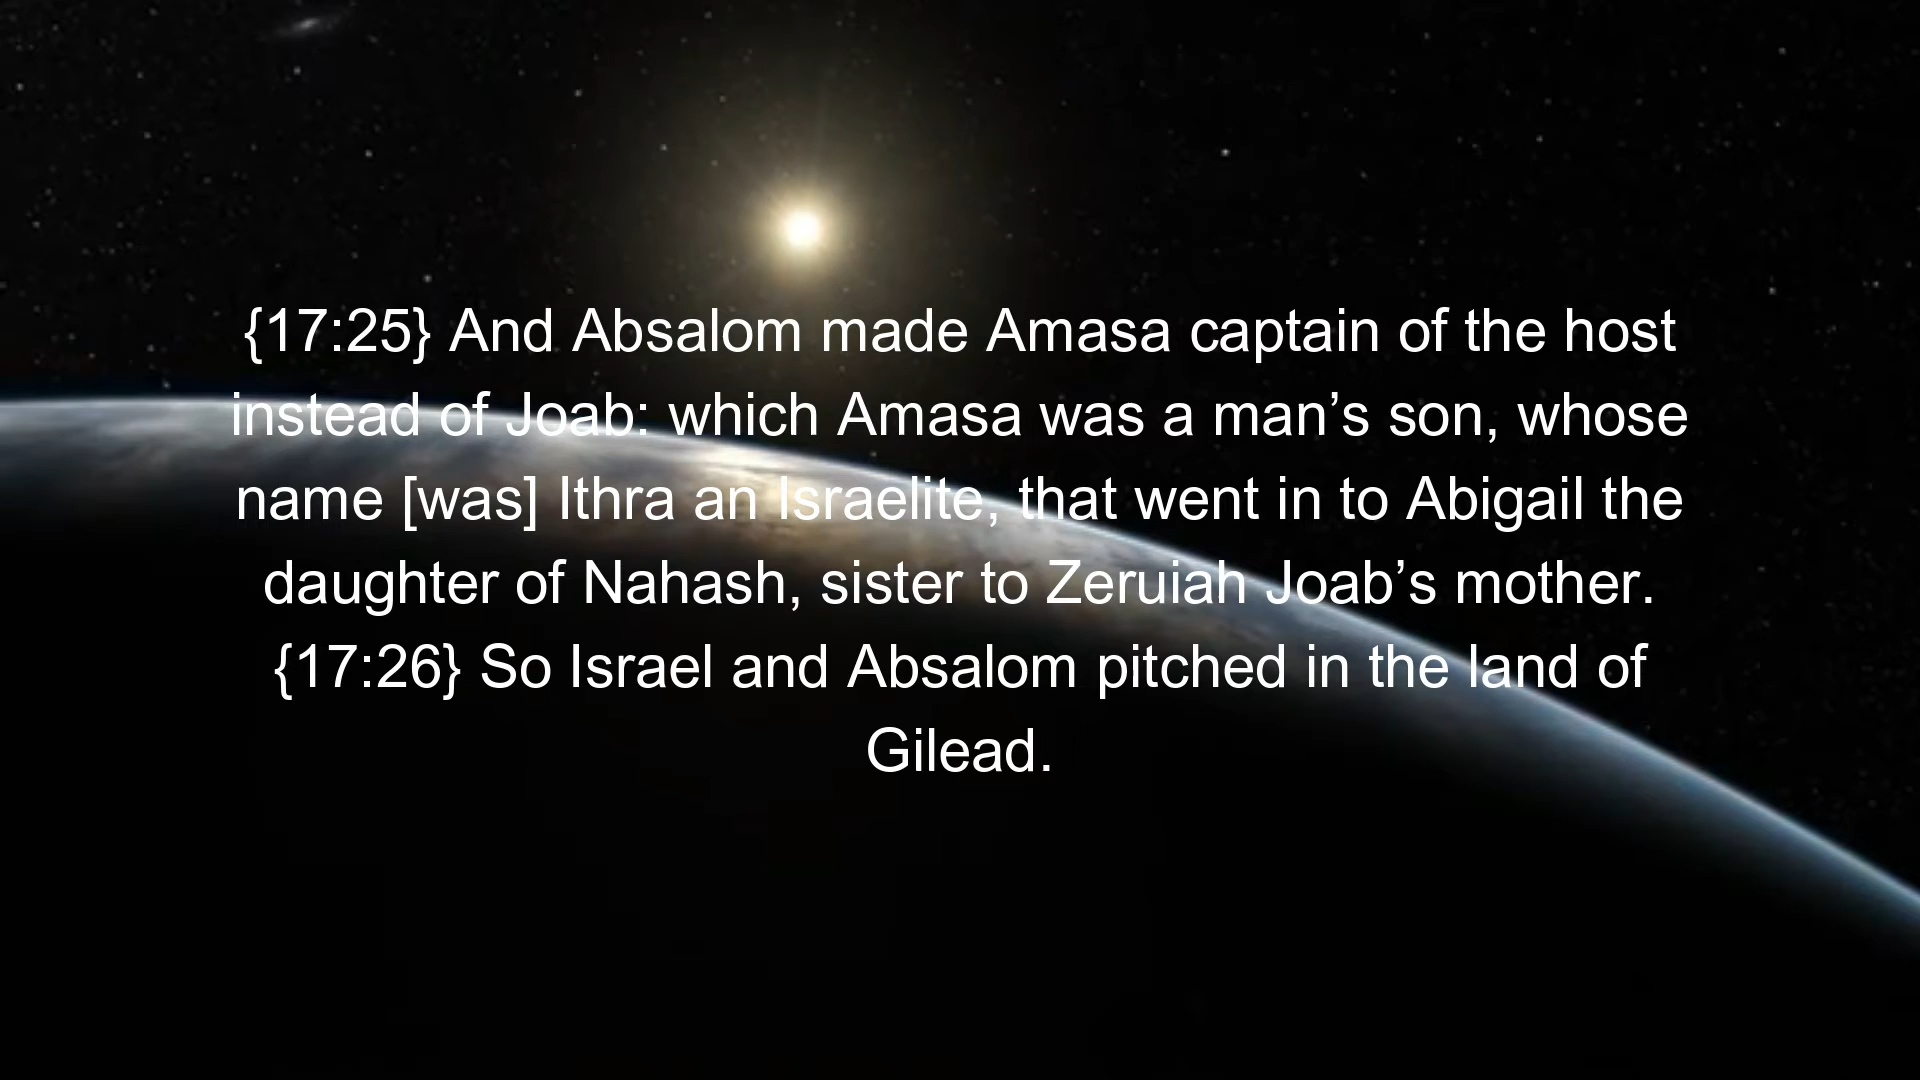 {17:25} And Absalom made Amasa captain of the host
instead of Joab: which Amasa was a man’s son, whose
name [was] Ithra an Israelite, that went in to Abigail the
daughter of Nahash, sister to Zeruiah Joab’s mother.
{17:26} So Israel and Absalom pitched in the land of
Gilead.